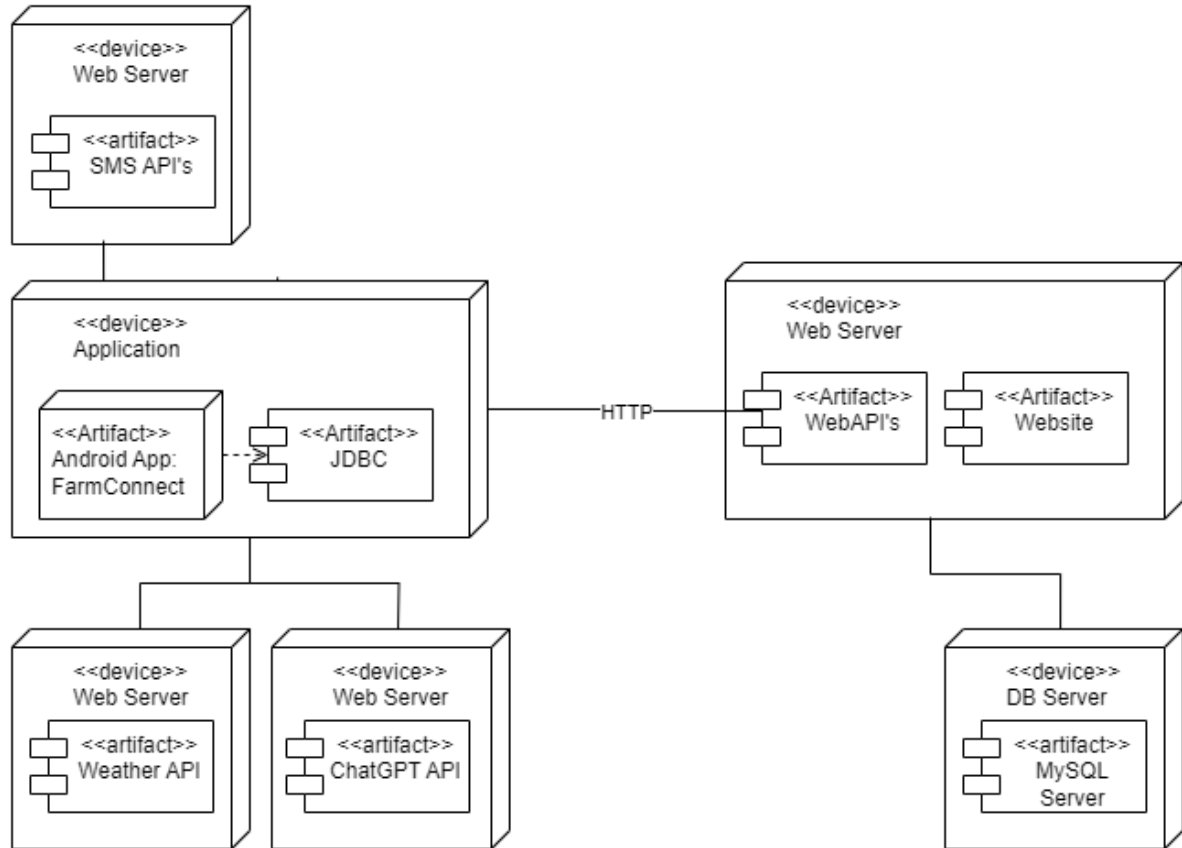 <<device>>
Web Server
<<artifact>>
SMS API's
<<device>>
Application
<<Artifact>>
Android App:
FarmConnect
<<Artifact>>
JDBC
HTTP
<<device>>
Web Server
<<Artifact>>
WebAPI's
<<Artifact>>
Website
<<device>>
Web Server
<<artifact>>
Weather API
<<device>>
Web Server
<<artifact>>
ChatGPT API
<<device>>
DB Server
<<artifact>>
MySQL
Server